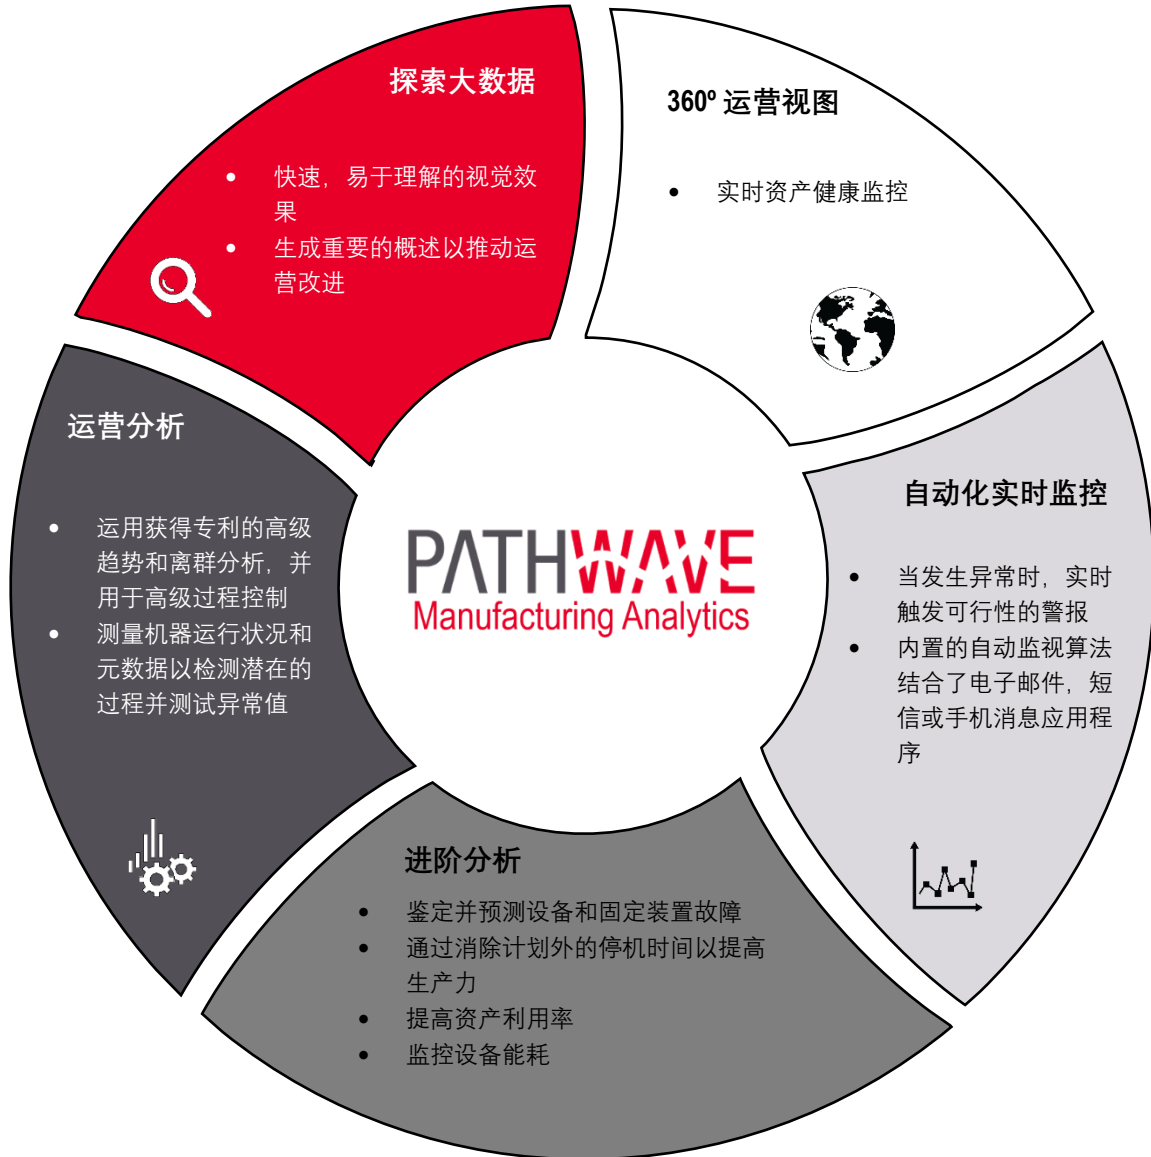 探索大数据
• 快速，易于理解的视觉效
果
• 生成重要的概述以推动运
营改进
360º 运营视图
• 实时资产健康监控
自动化实时监控
• 当发生异常时，实时
触发可行性的警报
• 内置的自动监视算法
结合了电子邮件，短
信或手机消息应用程
序
进阶分析
• 鉴定并预测设备和固定装置故障
• 通过消除计划外的停机时间以提高
生产力
• 提高资产利用率
• 监控设备能耗
运营分析
• 运用获得专利的高级
趋势和离群分析，并
用于高级过程控制
• 测量机器运行状况和
元数据以检测潜在的
过程并测试异常值
PATHWAVE
Manufacturing Analytics